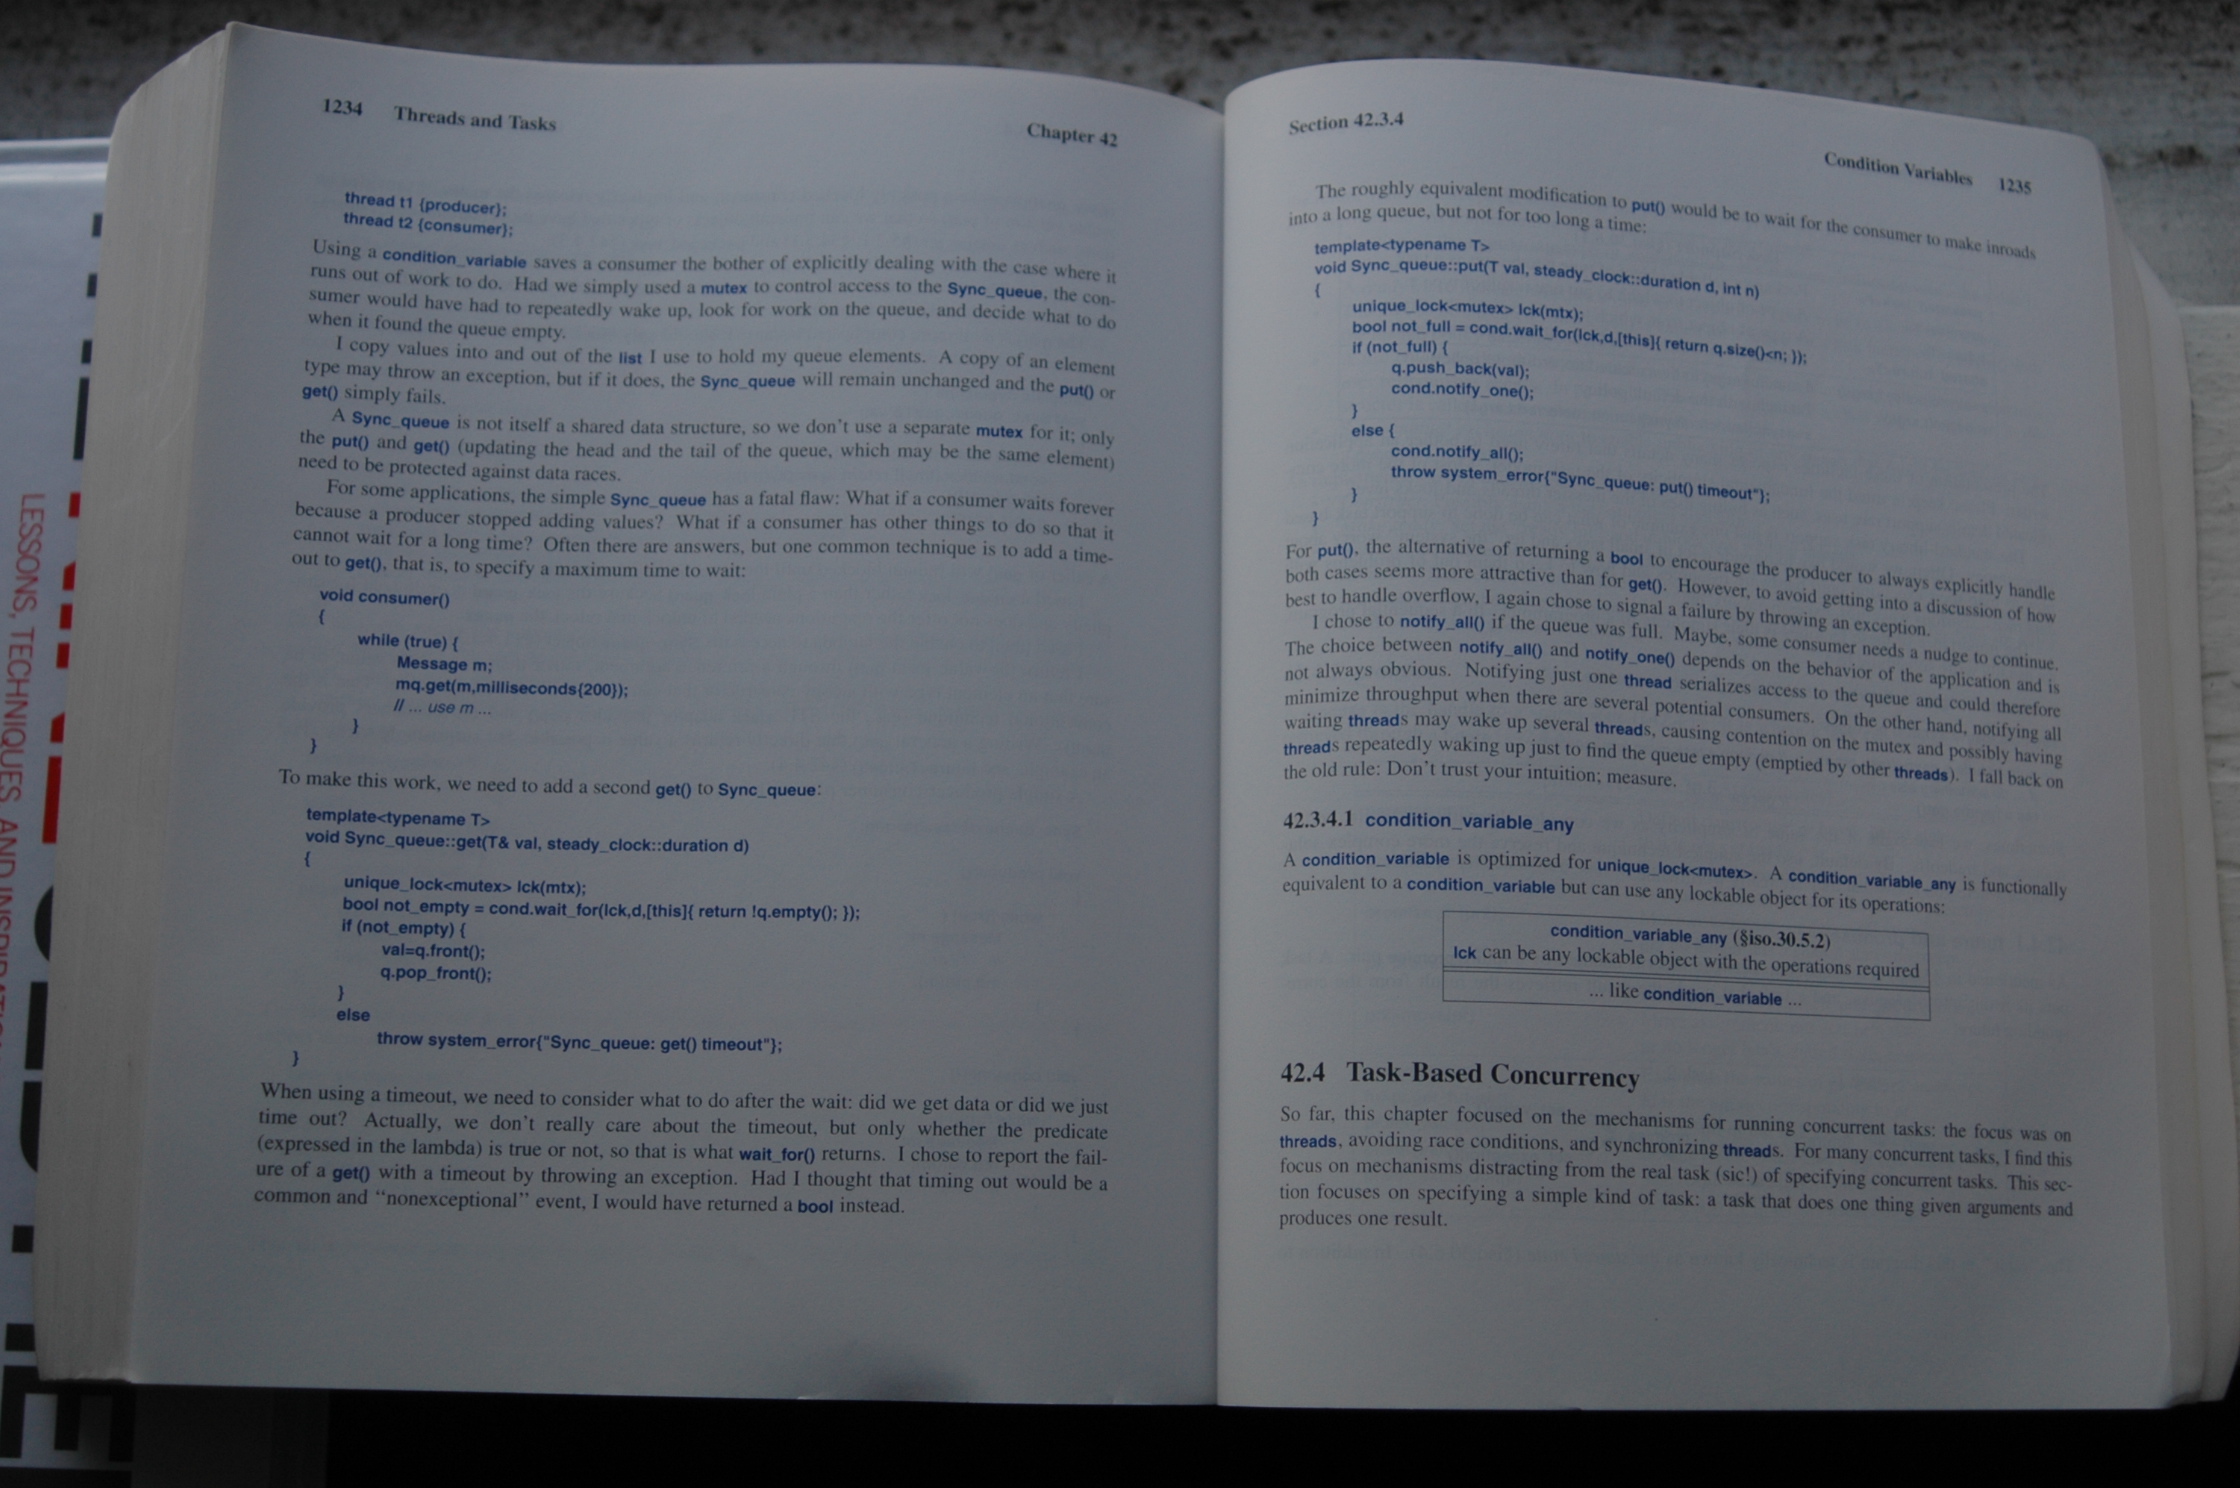 1234 Threads and Tasks Chapter 42
thread t1 {producer};
thread t2 {consumer};
Using a condition_variable saves a consumer the bother of explicitly dealing with the case where it
runs out of work to do. Had we simply used a mutex to control access to the Sync_queue, the con-
sumer would have had to repeatedly wake up, look for work on the queue, and decide what to do
when it found the queue empty.
I copy values into and out of the list I use to hold my queue elements. A copy of an element
type may throw an exception, but if it does, the Sync_queue will remain unchanged and the put() or
get() simply fails.
A Sync_queue is not itself a shared data structure, so we don't use a separate mutex for it; only
the put() and get() (updating the head and the tail of the queue, which may be the same element)
need to be protected against data races.
For some applications, the simple Sync_queue has a fatal flaw: What if a consumer waits forever
because a producer stopped adding values? What if a consumer has other things to do so that it
cannot wait for a long time? Often there are answers, but one common technique is to add a time-
out to get(), that is, to specify a maximum time to wait:
void consumer()
{
while (true) {
Message m;
mq.get(m,milliseconds{200});
// ... use m ...
}
}
To make this work, we need to add a second get() to Sync_queue:
template<typename T>
void Sync_queue::get(T& val, steady_clock::duration d)
{
unique_lock<mutex> lck(mtx);
bool not_empty = cond.wait_for(lck,d,[this]{ return !q.empty(); });
if (not_empty) {
val=q.front();
q.pop_front();
}
else
throw system_error{"Sync_queue: get() timeout"};
}
When using a timeout, we need to consider what to do after the wait: did we get data or did we just
time out? Actually, we don't really care about the timeout, but only whether the predicate
(expressed in the lambda) is true or not, so that is what wait_for() returns. I chose to report the fail-
ure of a get() with a timeout by throwing an exception. Had I thought that timing out would be a
common and "nonexceptional" event, I would have returned a bool instead.
Section 42.3.4 Condition Variables 1235
The roughly equivalent modification to put() would be to wait for the consumer to make inroads
into a long queue, but not for too long a time:
template<typename T>
void Sync_queue::put(T val, steady_clock::duration d, int n)
{
unique_lock<mutex> lck(mtx);
bool not_full = cond.wait_for(lck,d,[this]{ return q.size()<n; });
if (not_full) {
q.push_back(val);
cond.notify_one();
}
else {
cond.notify_all();
throw system_error{"Sync_queue: put() timeout"};
}
}
For put(), the alternative of returning a bool to encourage the producer to always explicitly handle
both cases seems more attractive than for get(). However, to avoid getting into a discussion of how
best to handle overflow, I again chose to signal a failure by throwing an exception.
I chose to notify_all() if the queue was full. Maybe, some consumer needs a nudge to continue.
The choice between notify_all() and notify_one() depends on the behavior of the application and is
not always obvious. Notifying just one thread serializes access to the queue and could therefore
minimize throughput when there are several potential consumers. On the other hand, notifying all
waiting threads may wake up several threads, causing contention on the mutex and possibly having
threads repeatedly waking up just to find the queue empty (emptied by other threads). I fall back on
the old rule: Don't trust your intuition; measure.
42.3.4.1 condition_variable_any
A condition_variable is optimized for unique_lock<mutex>. A condition_variable_any is functionally
equivalent to a condition_variable but can use any lockable object for its operations:
condition_variable_any (§iso.30.5.2)
lck can be any lockable object with the operations required
... like condition_variable ...
42.4 Task-Based Concurrency
So far, this chapter focused on the mechanisms for running concurrent tasks: the focus was on
threads, avoiding race conditions, and synchronizing threads. For many concurrent tasks, I find this
focus on mechanisms distracting from the real task (sic!) of specifying concurrent tasks. This sec-
tion focuses on specifying a simple kind of task: a task that does one thing given arguments and
produces one result.
LESSONS, TECHNIQUES, AND